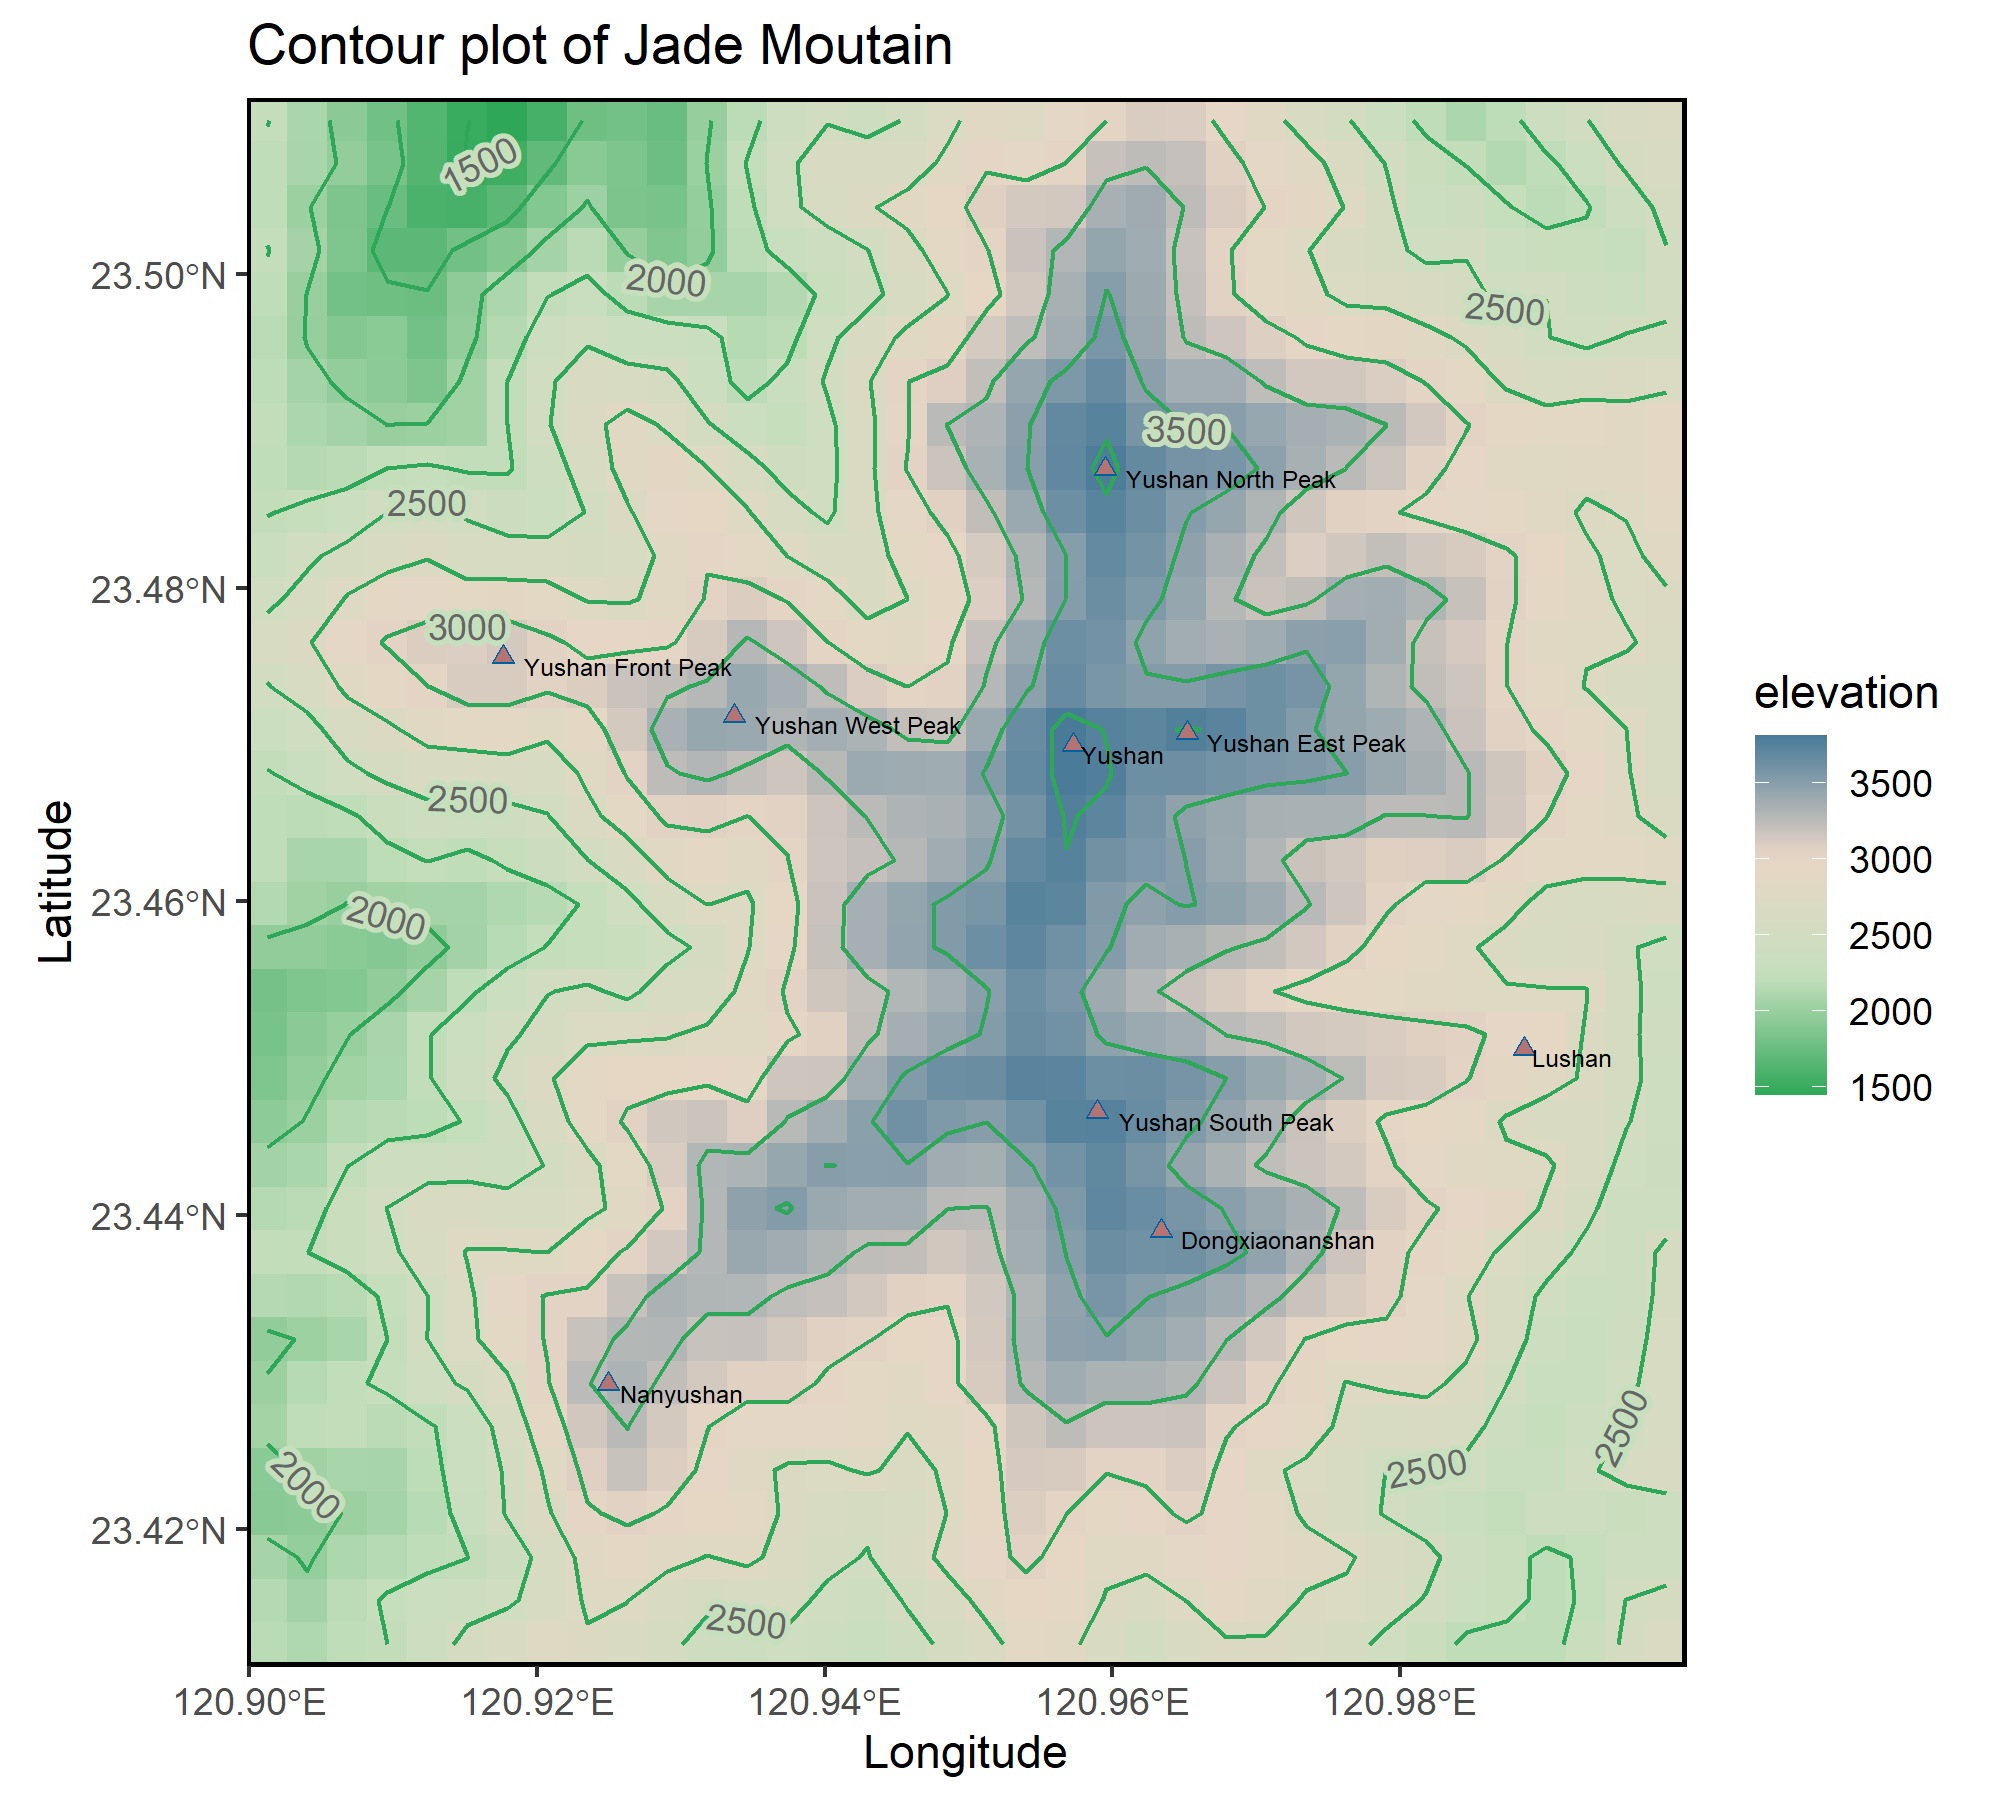 Contour plot of Jade Moutain
1500
2000
2500
3500
Yushan North Peak
2500
3000
Yushan Front Peak
Yushan West Peak
Yushan
Yushan East Peak
2500
2000
Lushan
Yushan South Peak
Dongxiaonanshan
Nanyushan
2500
2500
2000
2500
23.50°N
23.48°N
23.46°N
23.44°N
23.42°N
Latitude
120.90°E
120.92°E
120.94°E
120.96°E
120.98°E
Longitude
elevation
3500
3000
2500
2000
1500